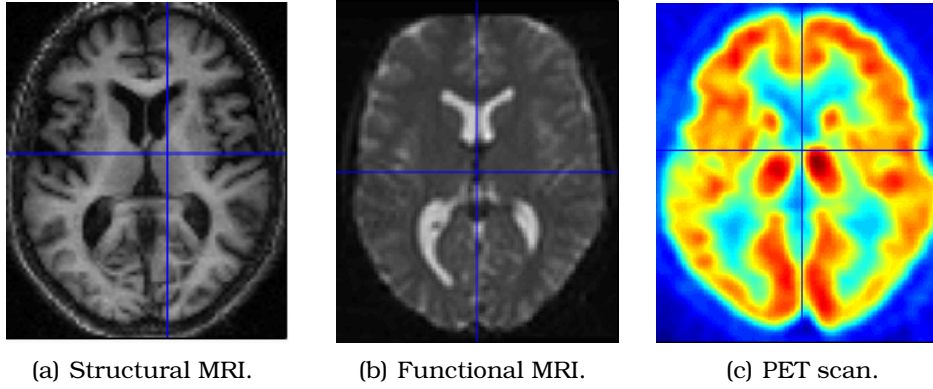 (a) Structural MRI.
(b) Functional MRI.
(c) PET scan.